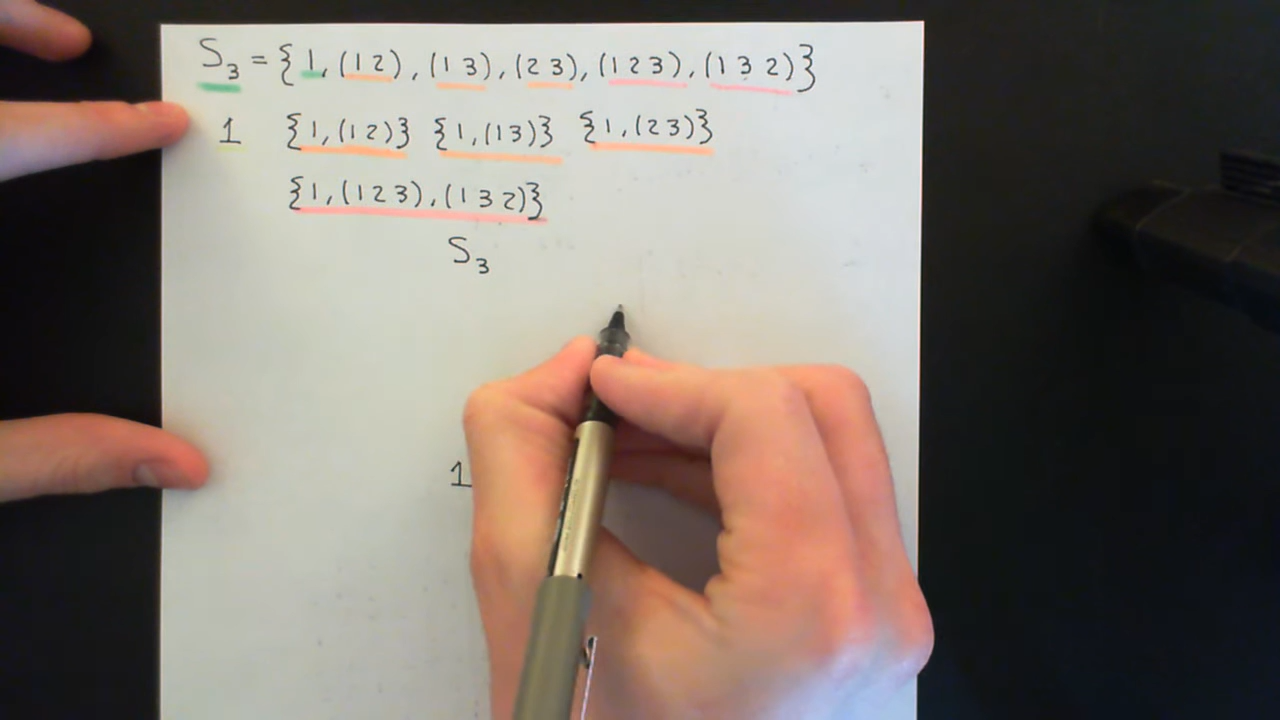 S₃ = {1, (1 2), (1 3), (2 3), (1 2 3), (1 3 2)}
1 {1, (1 2)} {1, (1 3)} {1, (2 3)}
{1, (1 2 3), (1 3 2)}
S₃
1